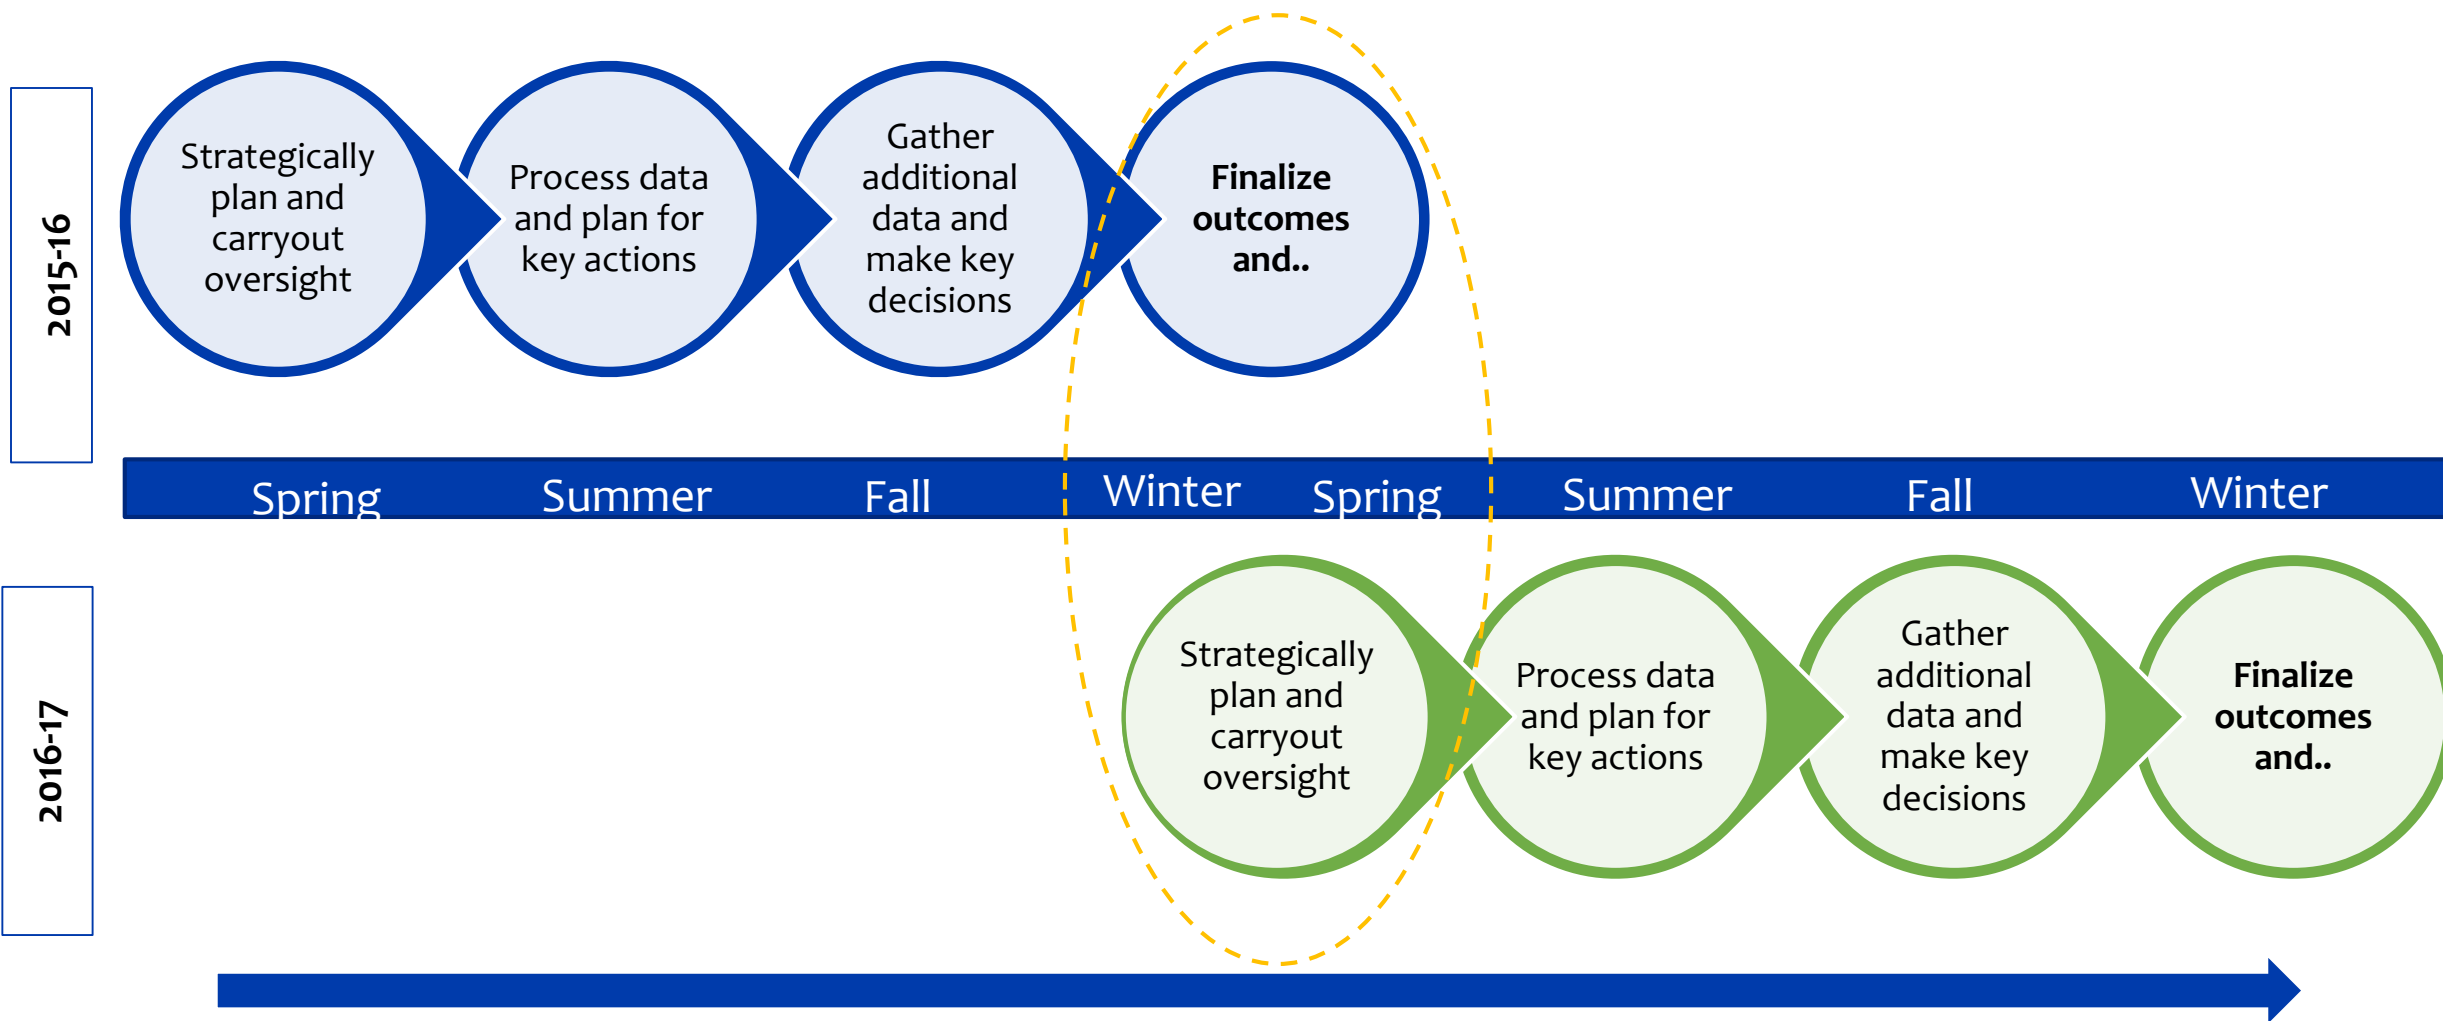 2015-16
Strategically
plan and
carryout
oversight
Process data
and plan for
key actions
Gather
additional
data and
make key
decisions
Finalize
outcomes
and..
Spring
Summer
Fall
Winter
Spring
Summer
Fall
Winter
2016-17
Strategically
plan and
carryout
oversight
Process data
and plan for
key actions
Gather
additional
data and
make key
decisions
Finalize
outcomes
and..